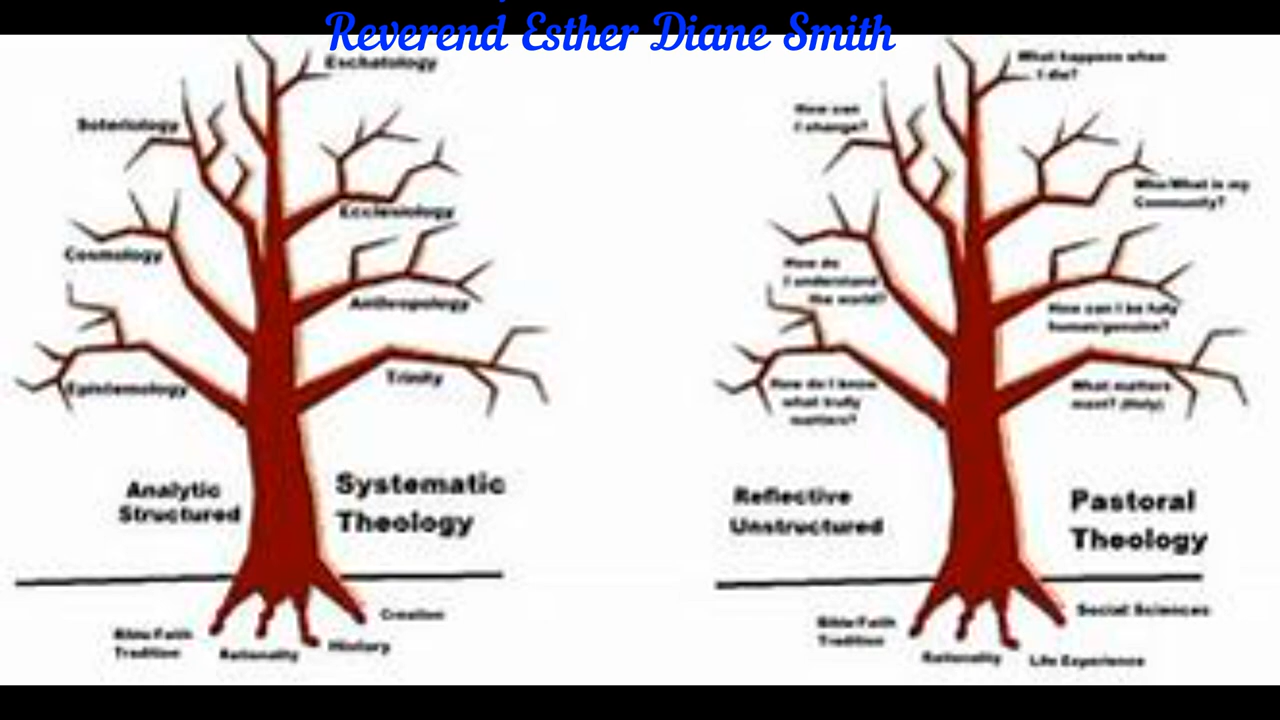 Reverend Esther Diane Smith
Eschatology
Soteriology
Ecclesiology
Cosmology
Anthropology
Epistemology
Trinity
Analytic
Structured
Systematic
Theology
Bible/Faith
Tradition
Rationality
History
Creation
What happens when
I die?
How can
I change?
Who/What is my
Community?
How do
I understand
the world?
How can I be fully
human/genuine?
How do I know
what truly
matters?
What matters
most? (Holy)
Reflective
Unstructured
Pastoral
Theology
Bible/Faith
Tradition
Rationality
Life Experience
Social Sciences